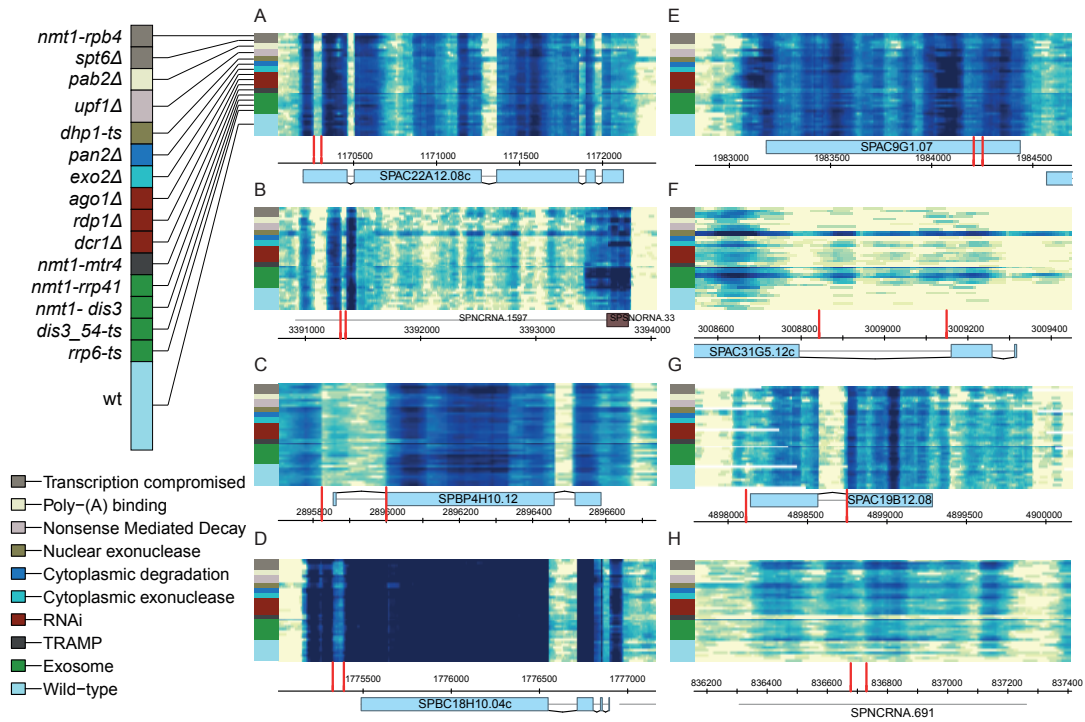 nmt1-rpb4
spt6Δ
pab2Δ
upf1Δ
dhp1-ts
pan2Δ
exo2Δ
ago1Δ
rdp1Δ
dcr1Δ
nmt1-mtr4
nmt1-rrp41
nmt1- dis3
dis3_54-ts
rrp6-ts
wt
Transcription compromised
Poly-(A) binding
Nonsense Mediated Decay
Nuclear exonuclease
Cytoplasmic degradation
Cytoplasmic exonuclease
RNAi
TRAMP
Exosome
Wild-type
A
1170500 1171000 1171500 1172000
SPAC22A12.08c
B
SPNCRNA.1597 SPSNORNA.33
3391000 3392000 3393000 3394000
C
SPBP4H10.12
2895800 2896000 2896200 2896400 2896600
D
1775500 1776000 1776500 1777000
SPBC18H10.04c
E
SPAC9G1.07
1983000 1983500 1984000 1984500
F
3008600 3008800 3009000 3009200 3009400
SPAC31G5.12c
G
SPAC19B12.08
4898000 4898500 4899000 4899500 4900000
H
836200 836400 836600 836800 837000 837200 837400
SPNCRNA.691